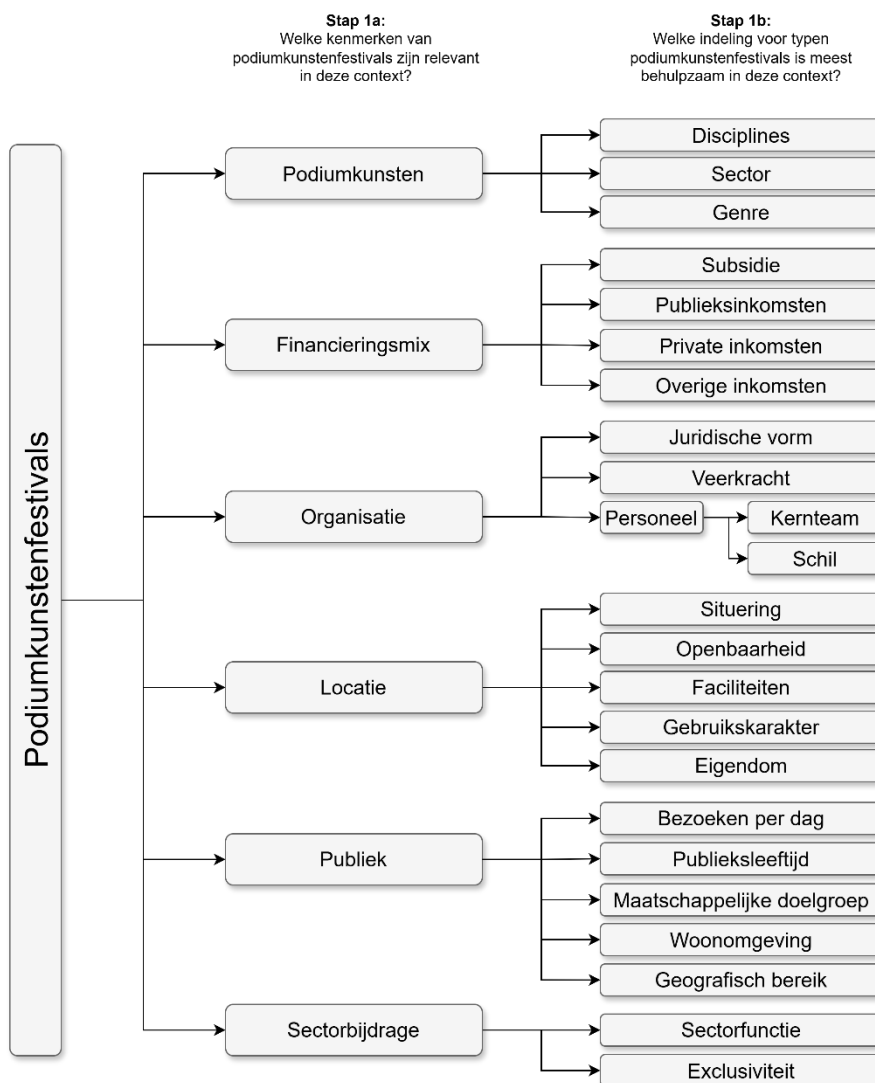 Stap 1a:
Welke kenmerken van
podiumkunstenfestivals zijn relevant
in deze context?
Stap 1b:
Welke indeling voor typen
podiumkunstenfestivals is meest
behulpzaam in deze context?
Podiumkunstenfestivals
Podiumkunsten
Disciplines
Sector
Genre
Financieringsmix
Subsidie
Publieksinkomsten
Private inkomsten
Overige inkomsten
Organisatie
Juridische vorm
Veerkracht
Personeel
Kernteam
Schil
Locatie
Situering
Openbaarheid
Faciliteiten
Gebruikskarakter
Eigendom
Publiek
Bezoeken per dag
Publieksleeftijd
Maatschappelijke doelgroep
Woonomgeving
Geografisch bereik
Sectorbijdrage
Sectorfunctie
Exclusiviteit